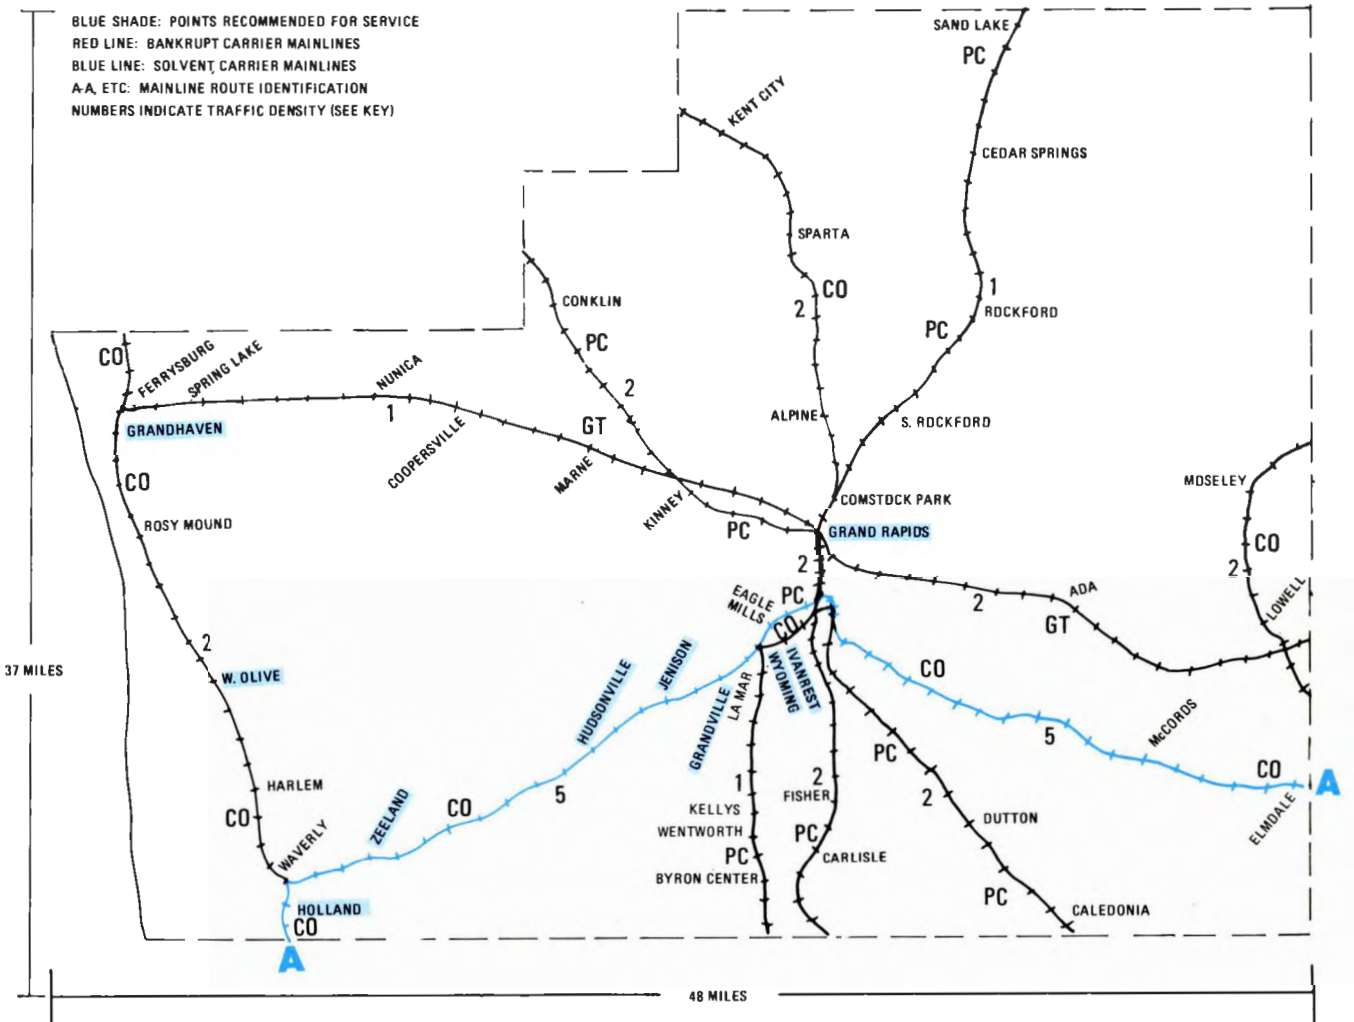 BLUE SHADE: POINTS RECOMMENDED FOR SERVICE
RED LINE: BANKRUPT CARRIER MAINLINES
BLUE LINE: SOLVENT, CARRIER MAINLINES
A-A, ETC: MAINLINE ROUTE IDENTIFICATION
NUMBERS INDICATE TRAFFIC DENSITY (SEE KEY)
SAND LAKE
PC
KENT CITY
CEDAR SPRINGS
SPARTA
CO
2
1
ROCKFORD
PC
CONKLIN
PC
2
CO
FERRYSBURG
SPRING LAKE
NUNICA
1
COOPERSVILLE
GT
MARNE
GRANDHAVEN
ALPINE
S. ROCKFORD
CO
ROSY MOUND
KINNEY
PC
COMSTOCK PARK
GRAND RAPIDS
MOSELEY
CO
2
LOWELL
2
PC
EAGLE
MILLS
CO
2
ADA
GT
2
W. OLIVE
37 MILES
HUDSONVILLE
JENISON
GRANDVILLE
LA MAR
WYOMING
IVANREST
CO
5
McCORDS
CO
A
ELMDALE
PC
2
DUTTON
PC
CALEDONIA
1
KELLYS
WENTWORTH
PC
BYRON CENTER
2
FISHER
PC
CARLISLE
HARLEM
CO
WAVERLY
ZEELAND
CO
5
HOLLAND
CO
A
48 MILES